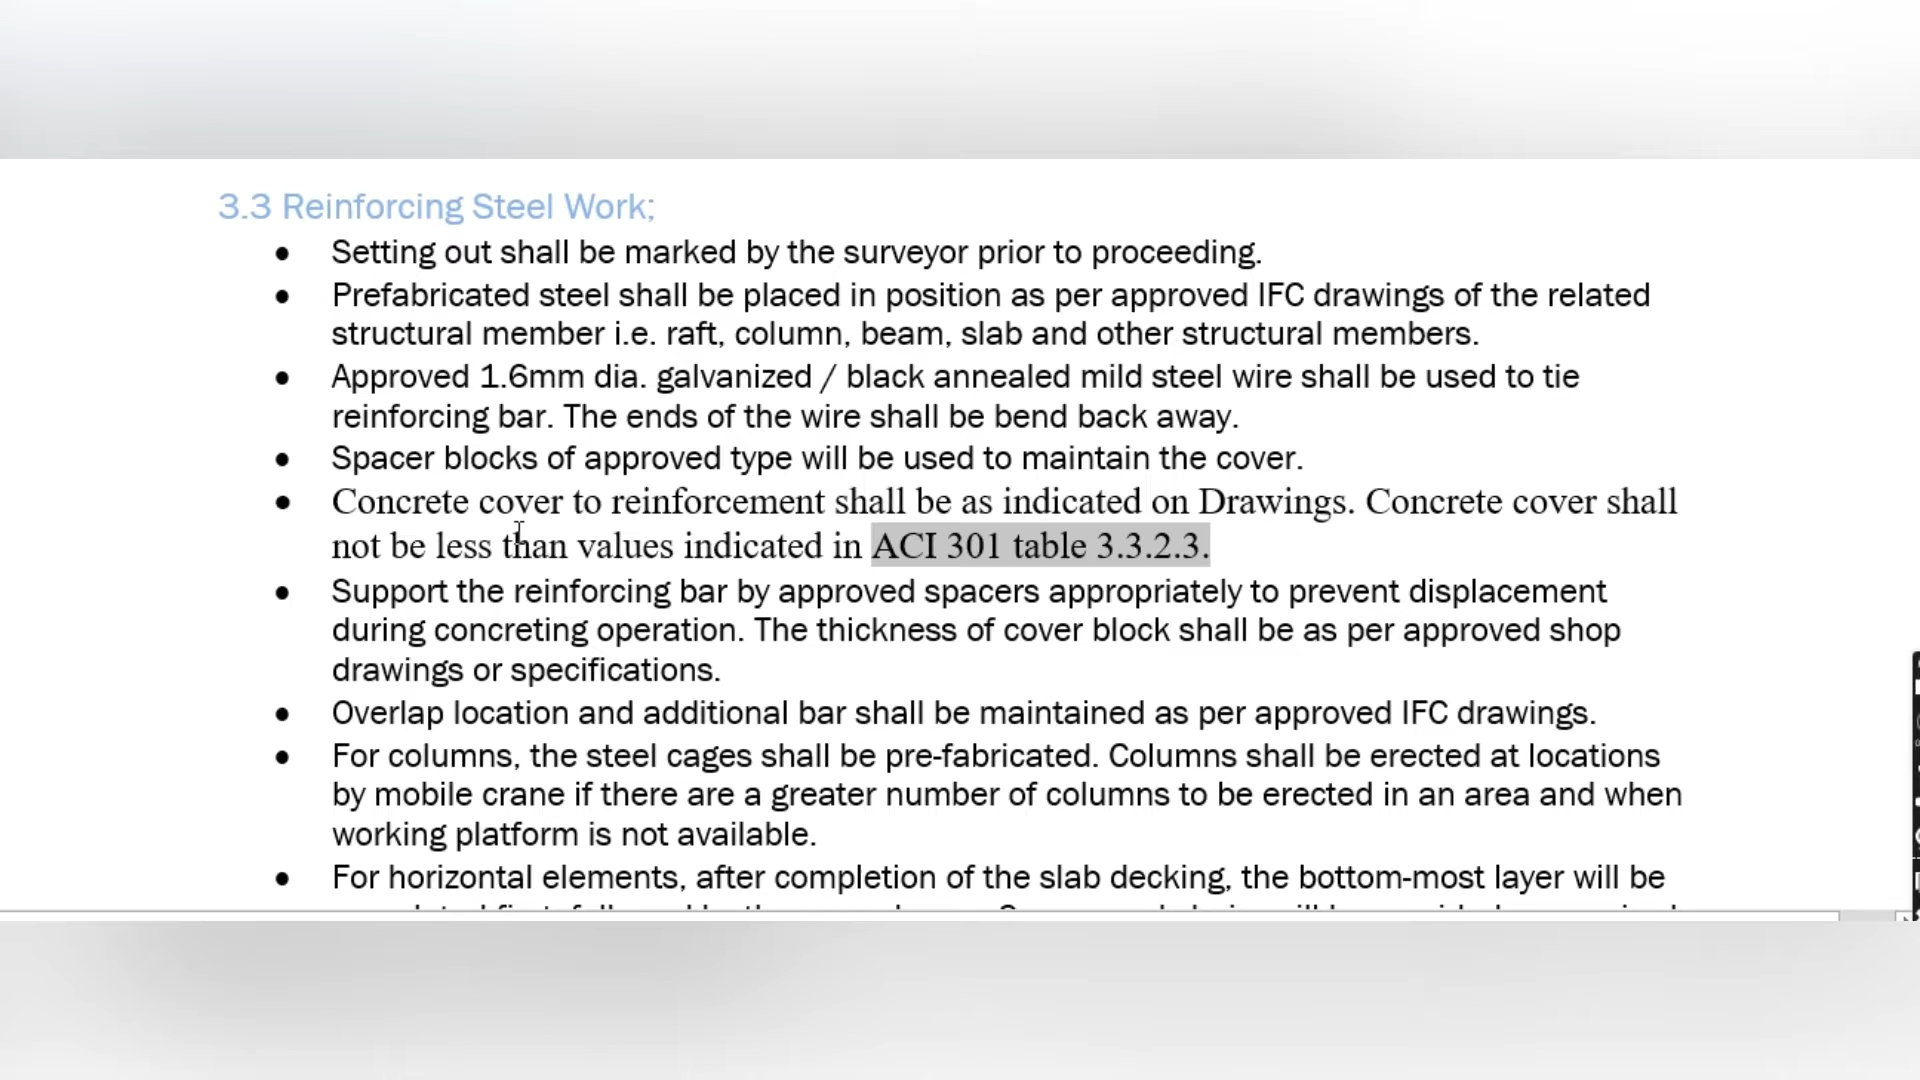 3.3 Reinforcing Steel Work;
• Setting out shall be marked by the surveyor prior to proceeding.
• Prefabricated steel shall be placed in position as per approved IFC drawings of the related
structural member i.e. raft, column, beam, slab and other structural members.
• Approved 1.6mm dia. galvanized / black annealed mild steel wire shall be used to tie
reinforcing bar. The ends of the wire shall be bend back away.
• Spacer blocks of approved type will be used to maintain the cover.
• Concrete cover to reinforcement shall be as indicated on Drawings. Concrete cover shall
not be less than values indicated in ACI 301 table 3.3.2.3.
• Support the reinforcing bar by approved spacers appropriately to prevent displacement
during concreting operation. The thickness of cover block shall be as per approved shop
drawings or specifications.
• Overlap location and additional bar shall be maintained as per approved IFC drawings.
• For columns, the steel cages shall be pre-fabricated. Columns shall be erected at locations
by mobile crane if there are a greater number of columns to be erected in an area and when
working platform is not available.
• For horizontal elements, after completion of the slab decking, the bottom-most layer will be